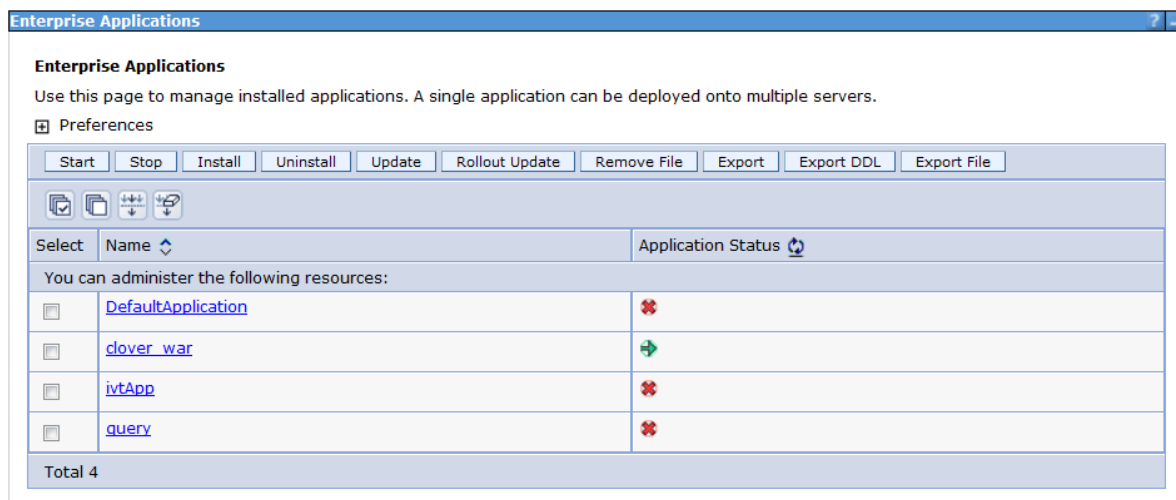 Enterprise Applications
?
Enterprise Applications
Use this page to manage installed applications. A single application can be deployed onto multiple servers.
Preferences
Start Stop Install Uninstall Update Rollout Update Remove File Export Export DDL Export File
Select Name Application Status
You can administer the following resources:
DefaultApplication
clover_war
ivtApp
query
Total 4